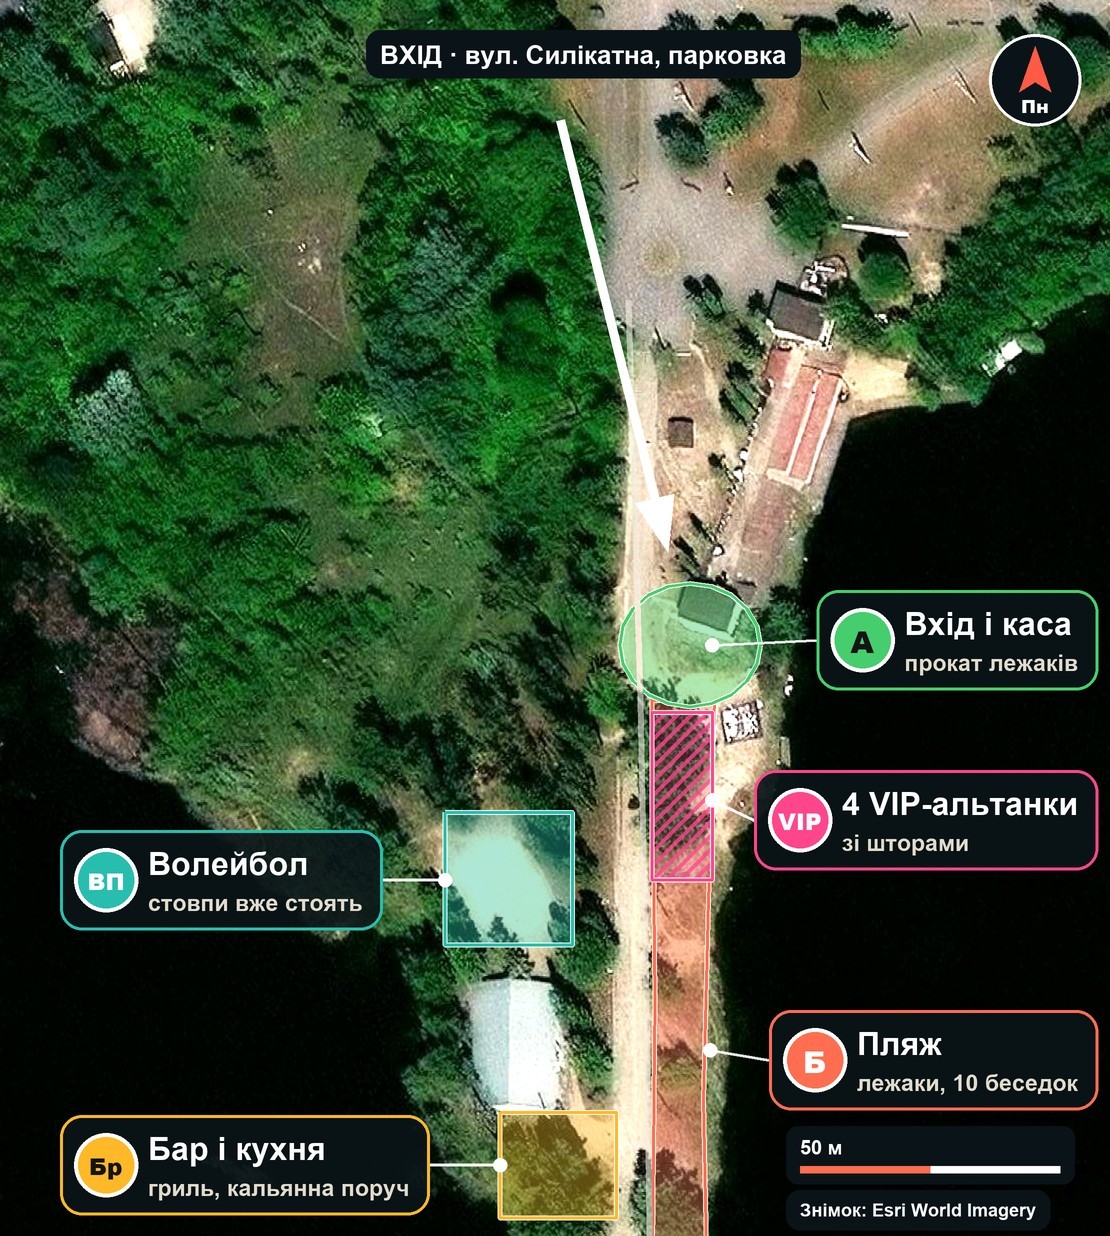 ВХІД · вул. Силікатна, парковка
Пн
А
Вхід і каса
прокат лежаків
VIP
4 VIP-альтанки
зі шторами
ВП
Волейбол
стовпи вже стоять
Б
Пляж
лежаки, 10 беседок
Бр
Бар і кухня
гриль, кальянна поруч
50 м
Знімок: Esri World Imagery